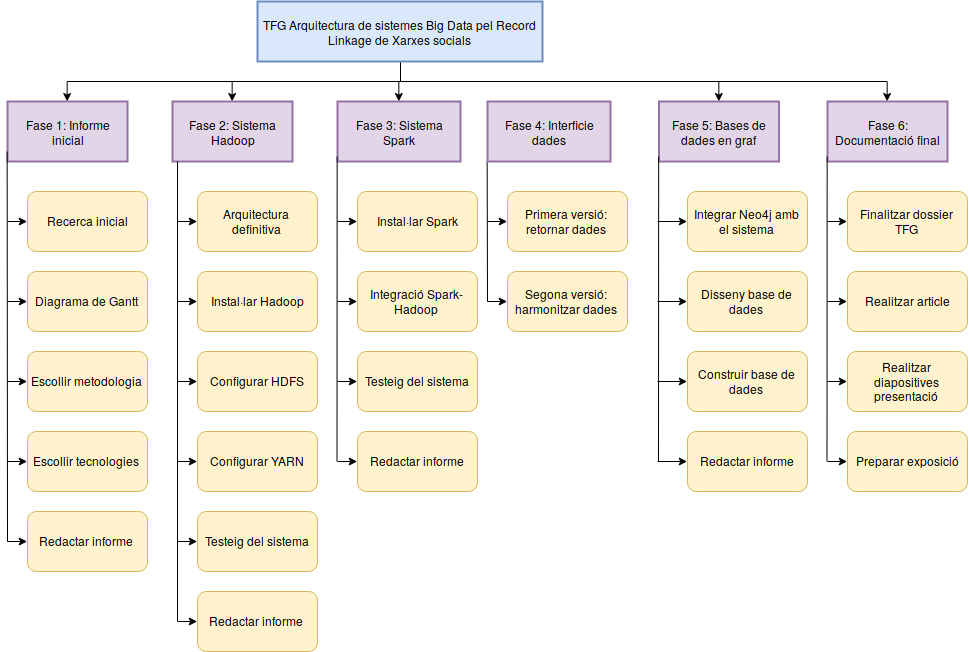 TFG Arquitectura de sistemes Big Data pel Record
Linkage de Xarxes socials
Fase 1: Informe
inicial
Recerca inicial
Diagrama de Gantt
Escollir metodologia
Escollir tecnologies
Redactar informe
Fase 2: Sistema
Hadoop
Arquitectura
definitiva
Instal·lar Hadoop
Configurar HDFS
Configurar YARN
Testeig del sistema
Redactar informe
Fase 3: Sistema
Spark
Instal·lar Spark
Integració Spark-
Hadoop
Testeig del sistema
Redactar informe
Fase 4: Interficie
dades
Primera versió:
retornar dades
Segona versió:
harmonitzar dades
Fase 5: Bases de
dades en graf
Integrar Neo4j amb
el sistema
Disseny base de
dades
Construir base de
dades
Redactar informe
Fase 6:
Documentació final
Finalitzar dossier
TFG
Realitzar article
Realitzar
diapositives
presentació
Preparar exposició